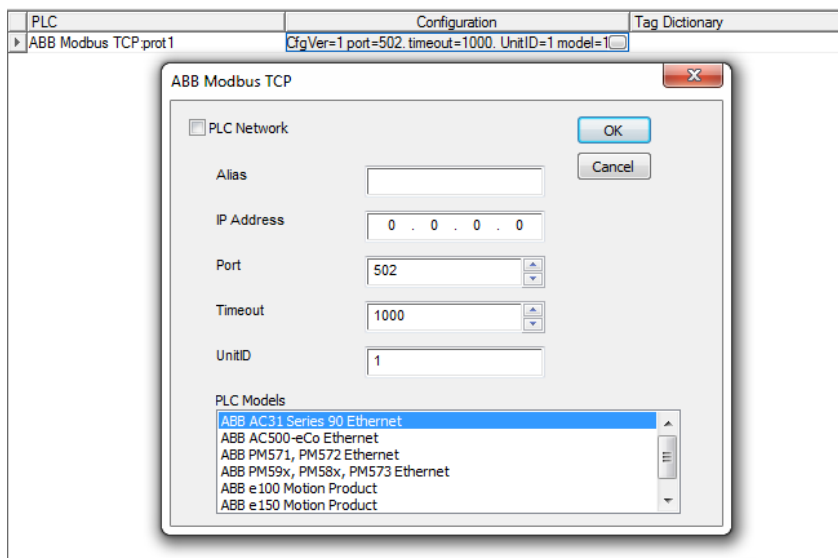 PLC Configuration Tag Dictionary
ABB Modbus TCP:prot1 CfgVer=1 port=502. timeout=1000. UnitID=1 model=1
ABB Modbus TCP
PLC Network OK
Cancel
Alias
IP Address 0 . 0 . 0 . 0
Port 502
Timeout 1000
UnitID 1
PLC Models
ABB AC31 Series 90 Ethernet
ABB AC500-eCo Ethernet
ABB PM571, PM572 Ethernet
ABB PM59x, PM58x, PM573 Ethernet
ABB e100 Motion Product
ABB e150 Motion Product